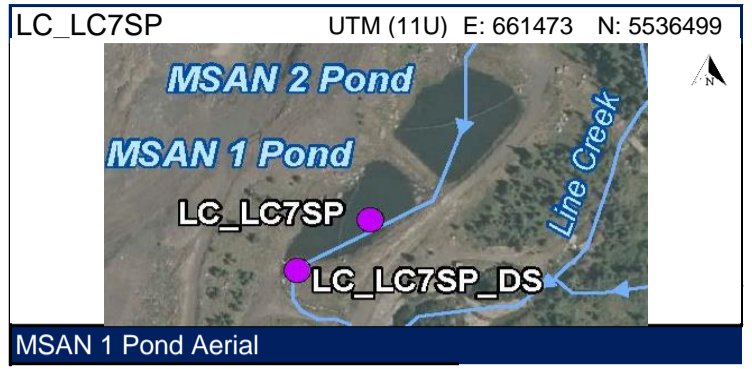 LC_LC7SP UTM (11U) E: 661473 N: 5536499
MSAN 2 Pond
N
MSAN 1 Pond
Line Creek
LC_LC7SP
LC_LC7SP_DS
MSAN 1 Pond Aerial